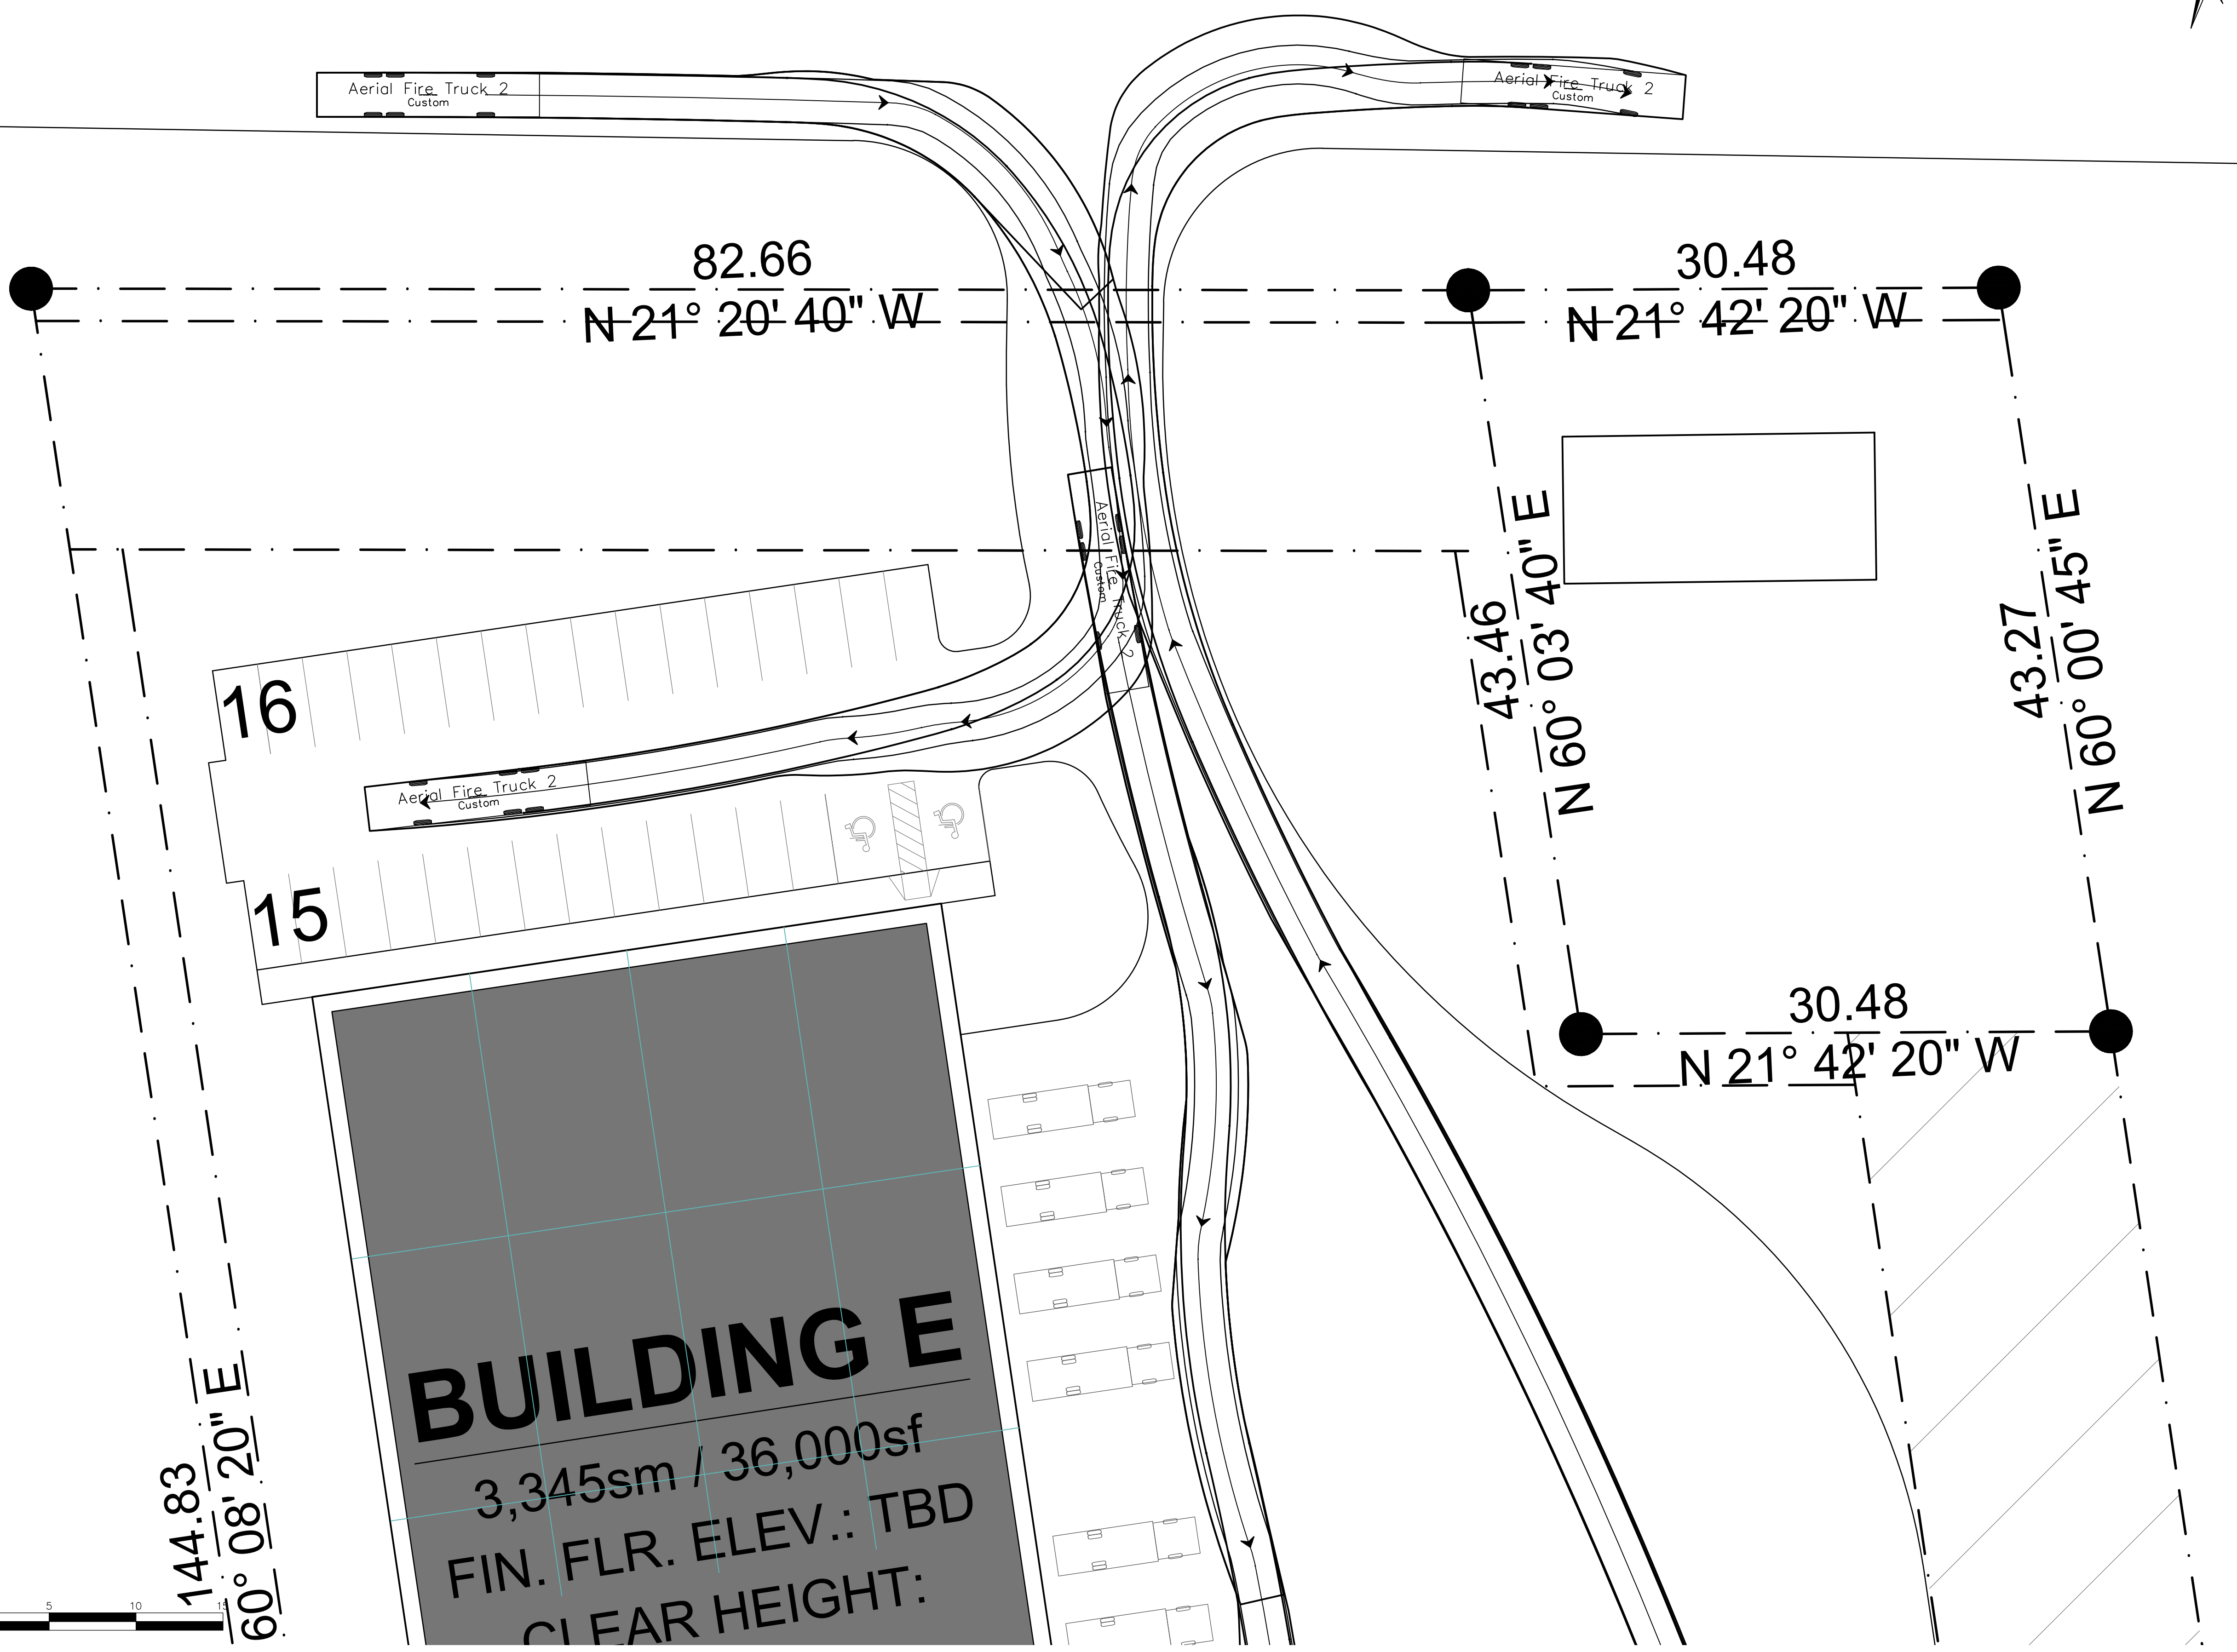 Aerial Fire Truck 2
Custom
Aerial Fire Truck 2
Custom
82.66
N 21° 20' 40" W
30.48
N 21° 42' 20" W
Aerial Fire Truck 2
Custom
43.46
N 60° 03' 40" E
43.27
N 60° 00' 45" E
16
Aerial Fire Truck 2
Custom
15
30.48
N 21° 42' 20" W
BUILDING E
3,345sm / 36,000sf
FIN. FLR. ELEV.: TBD
CLEAR HEIGHT:
144.83
60° 08' 20" E
5 10 15